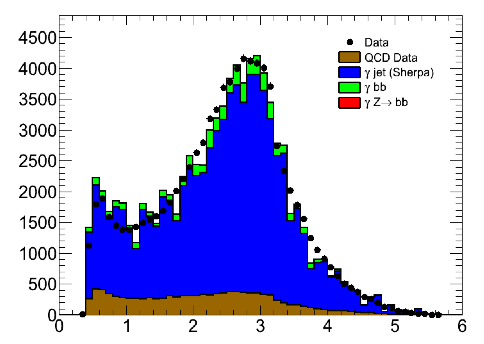 4500
4000
3500
3000
2500
2000
1500
1000
500
0
0 1 2 3 4 5 6
Data
QCD Data
γ jet (Sherpa)
γ bb
γ Z→ bb